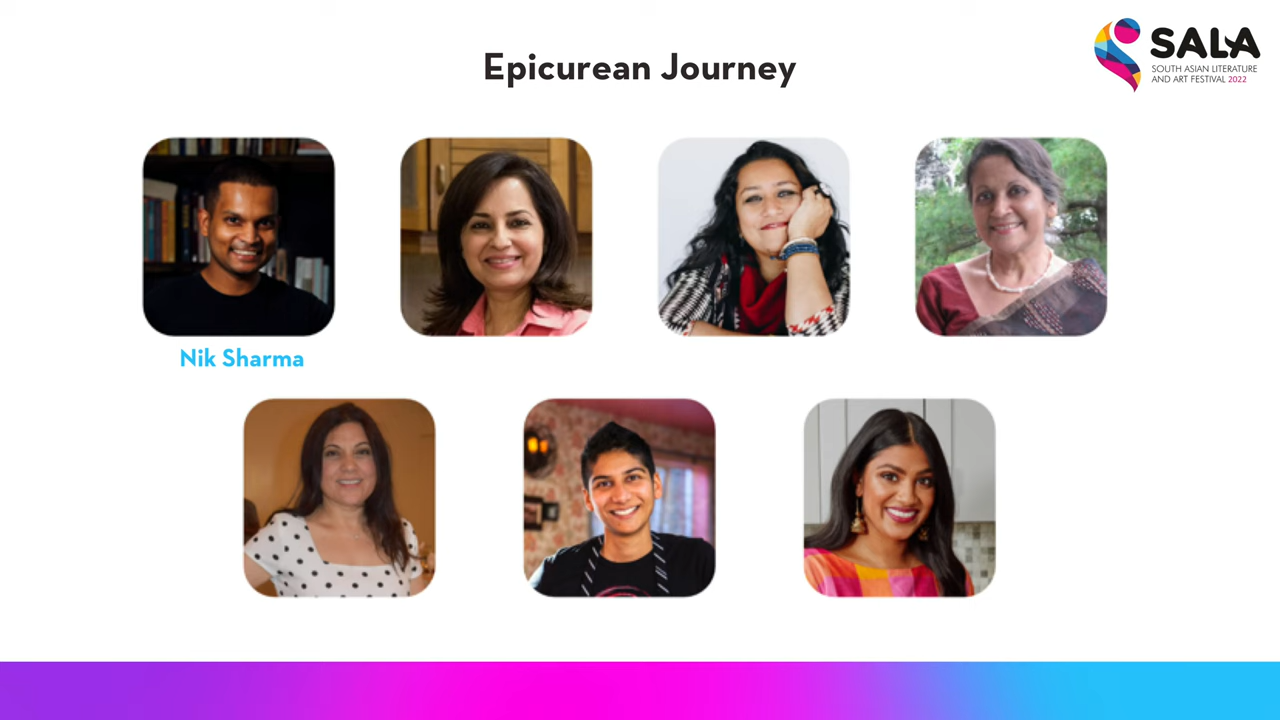 Epicurean Journey
SALA
SOUTH ASIAN LITERATURE
AND ART FESTIVAL 2022
Nik Sharma